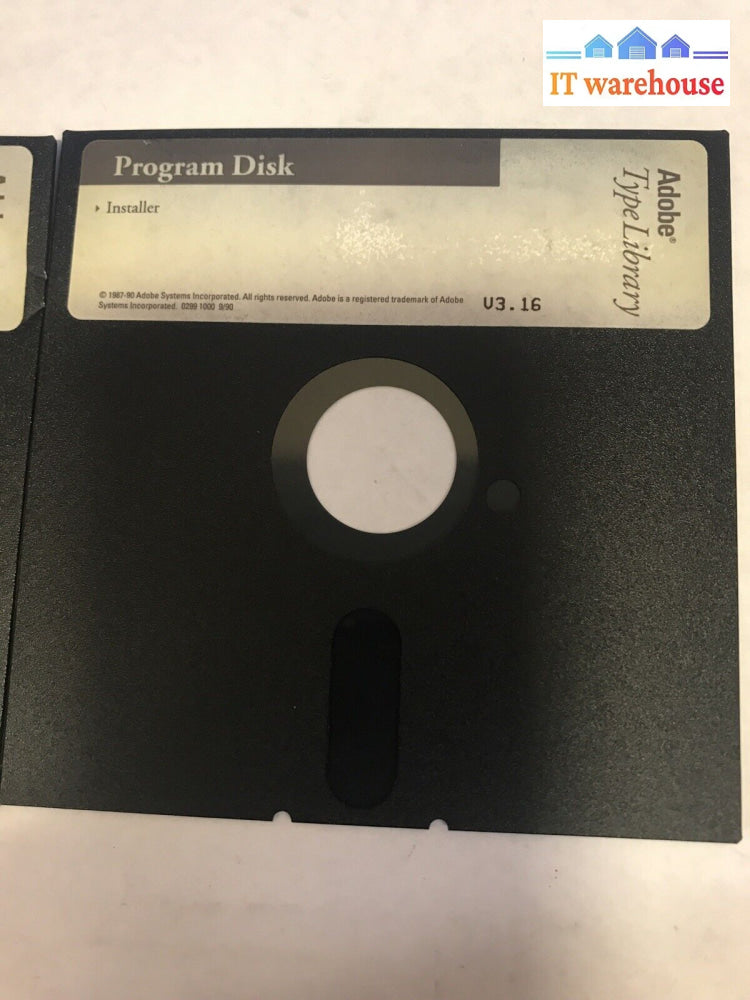 IT warehouse
Program Disk
‣ Installer
© 1987-90 Adobe Systems Incorporated. All rights reserved. Adobe is a registered trademark of Adobe
Systems Incorporated. 0299 1000 9/90
V3.16
Adobe®
Type Library